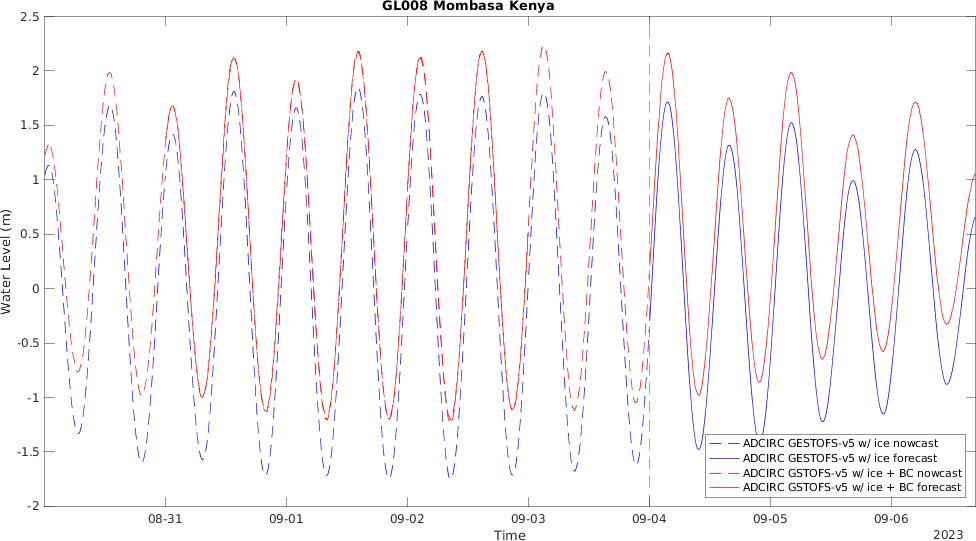 GL008 Mombasa Kenya
2.5
2
1.5
1
0.5
0
-0.5
-1
-1.5
-2
Water Level (m)
ADCIRC GESTOFS-v5 w/ ice nowcast
ADCIRC GESTOFS-v5 w/ ice forecast
ADCIRC GSTOFS-v5 w/ ice + BC nowcast
ADCIRC GSTOFS-v5 w/ ice + BC forecast
08-31 09-01 09-02 09-03 09-04 09-05 09-06
Time
2023